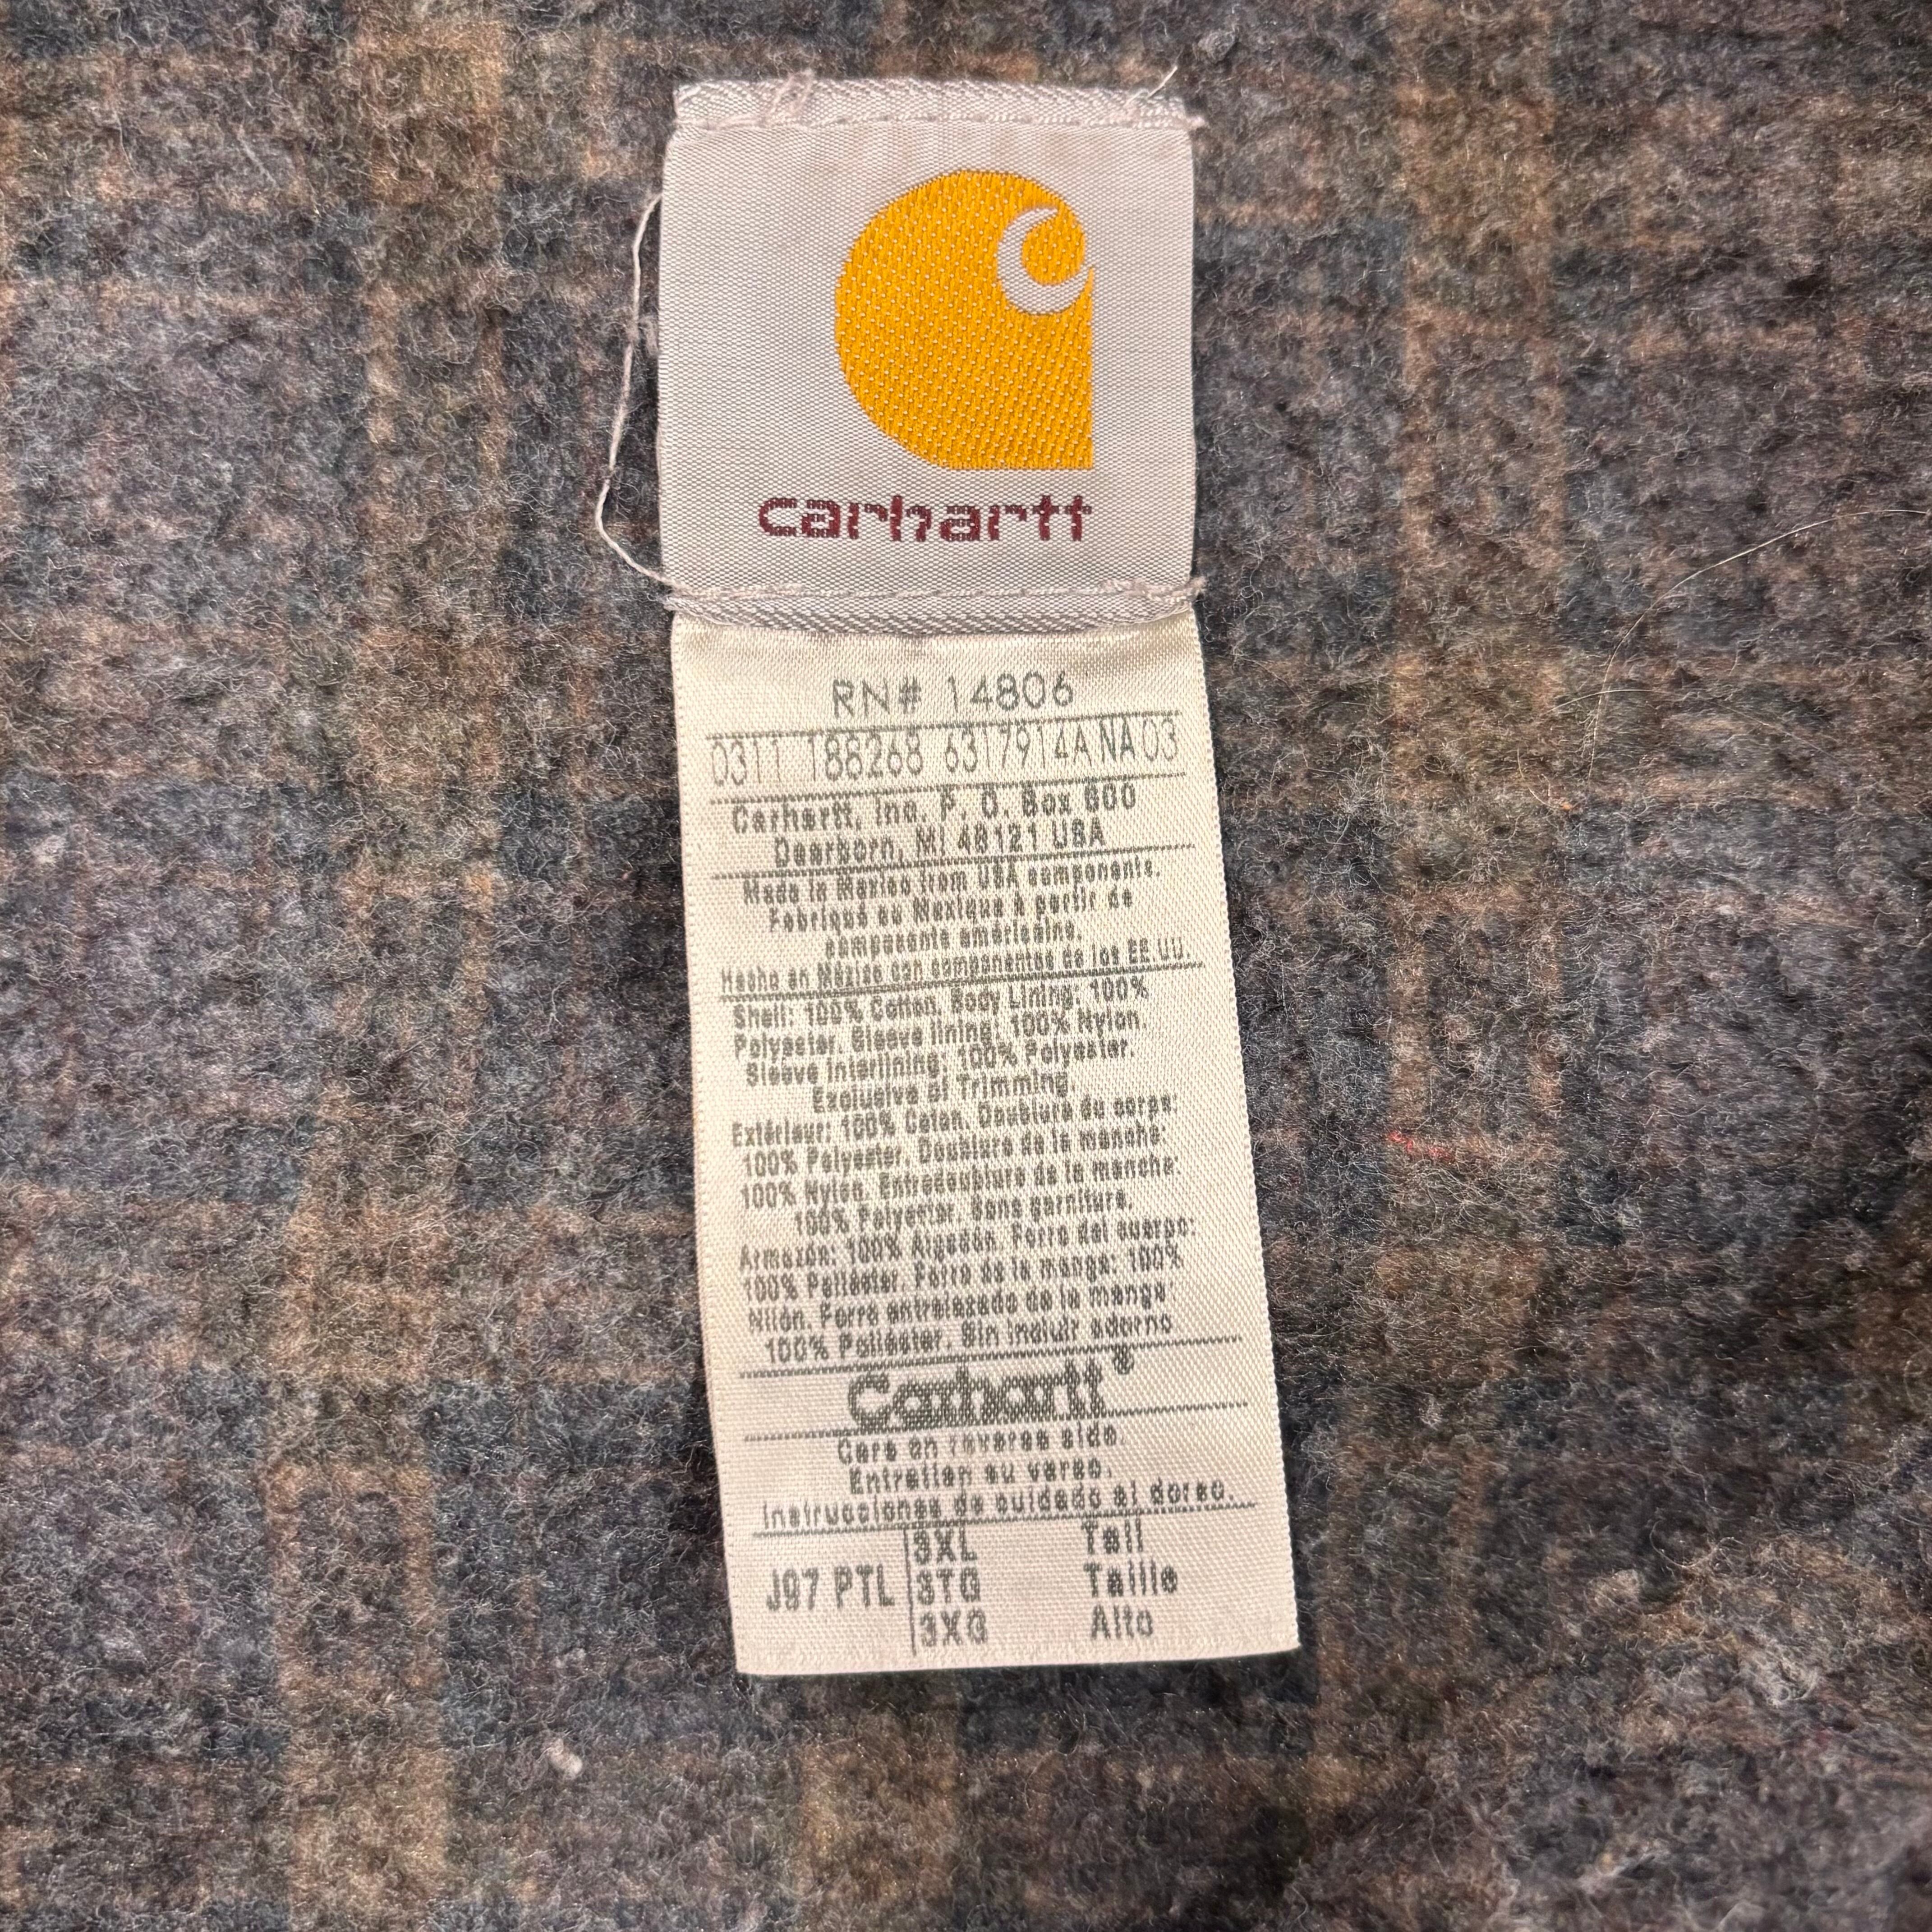 carhartt
RN# 14806
0311 188268 6317914A NA 03
Carhartt, Inc. P. O. Box 600
Dearborn, MI 48121 USA
Made in Mexico from USA components.
Fabriqué au Mexique à partir de
composants américains.
Hecho en México con componentes de los EE.UU.
Shell: 100% Cotton. Body Lining: 100%
Polyester. Sleeve lining: 100% Nylon.
Sleeve Interlining: 100% Polyester.
Exclusive of Trimming.
Extérieur: 100% Coton. Doublure du corps:
100% Polyester. Doublure de la manche:
100% Nylon. Entredoublure de la manche:
100% Polyester. Sans garniture.
Armazón: 100% Algodón. Forro del cuerpo:
100% Poliéster. Forro de la manga: 100%
Nilón. Forro entrelazado de la manga
100% Poliéster. Sin incluir adorno
Carhartt®
Care on reverse side.
Entretien au verso.
Instrucciones de cuidado al dorso.
J97 PTL
3XL Tall
3TG Taille
3XG Alto